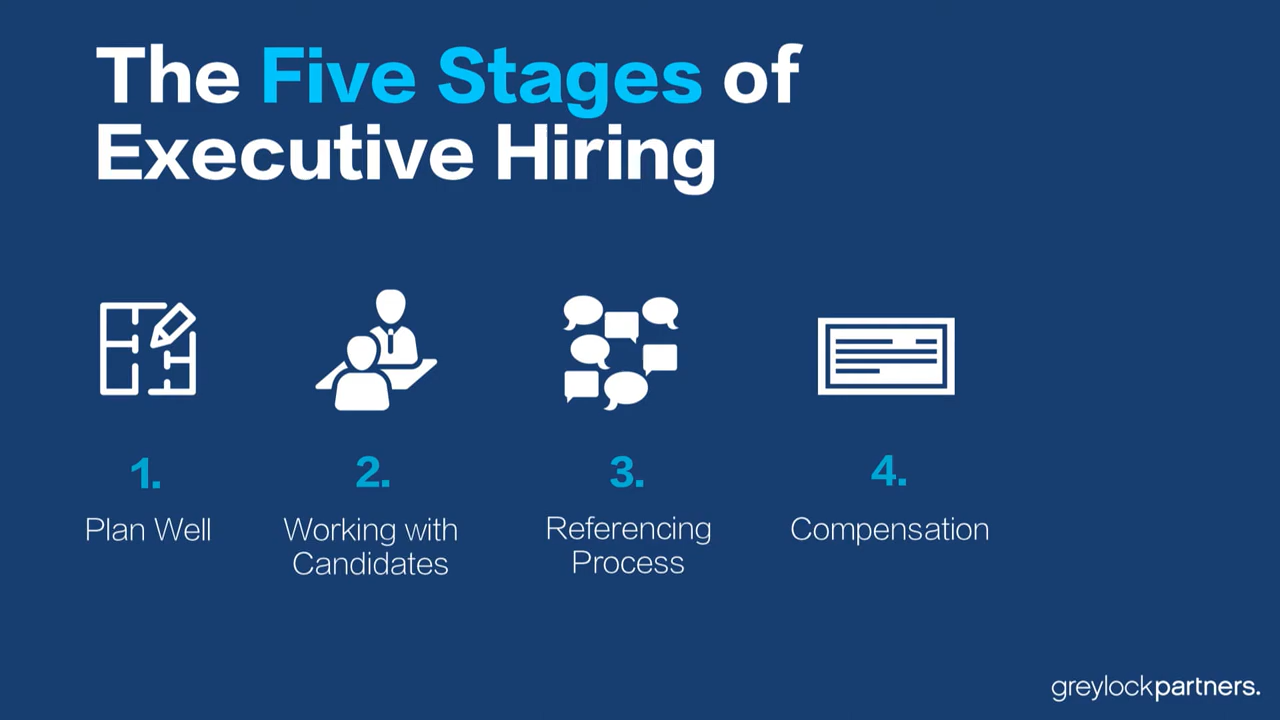 The Five Stages of
Executive Hiring
1.
Plan Well
2.
Working with
Candidates
3.
Referencing
Process
4.
Compensation
greylockpartners.